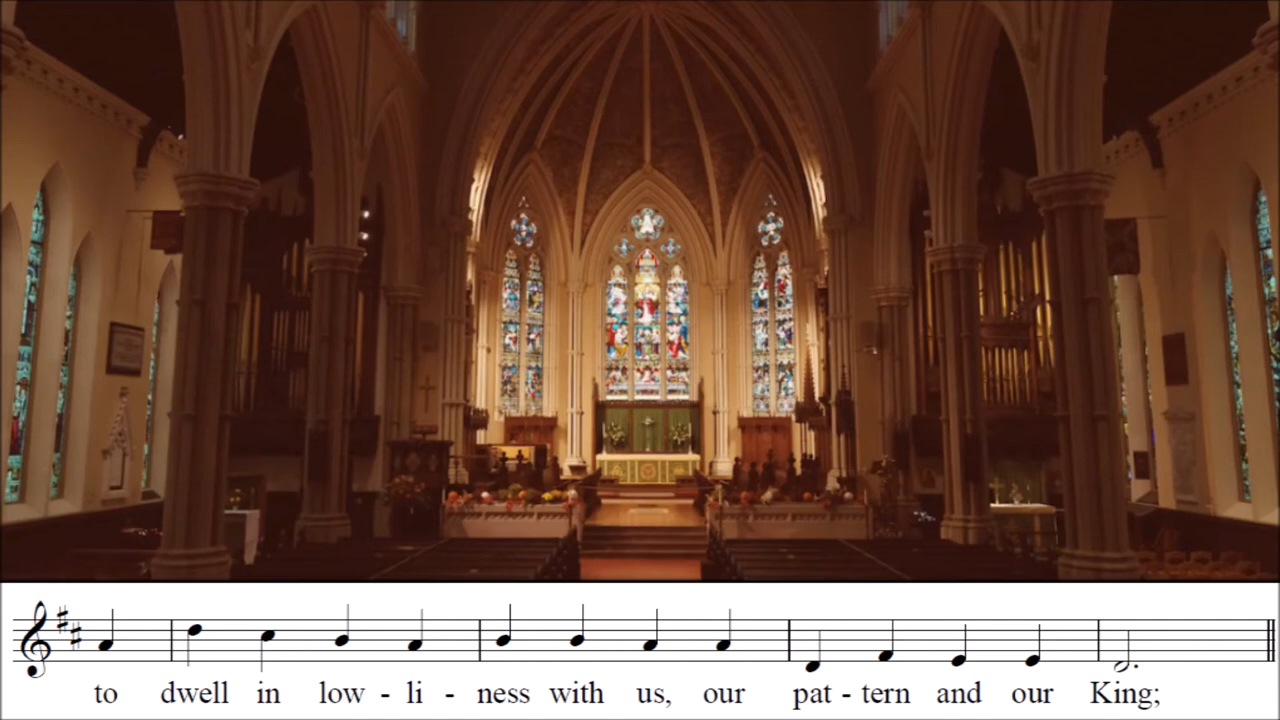 to dwell in low - li - ness with us, our pat - tern and our King;